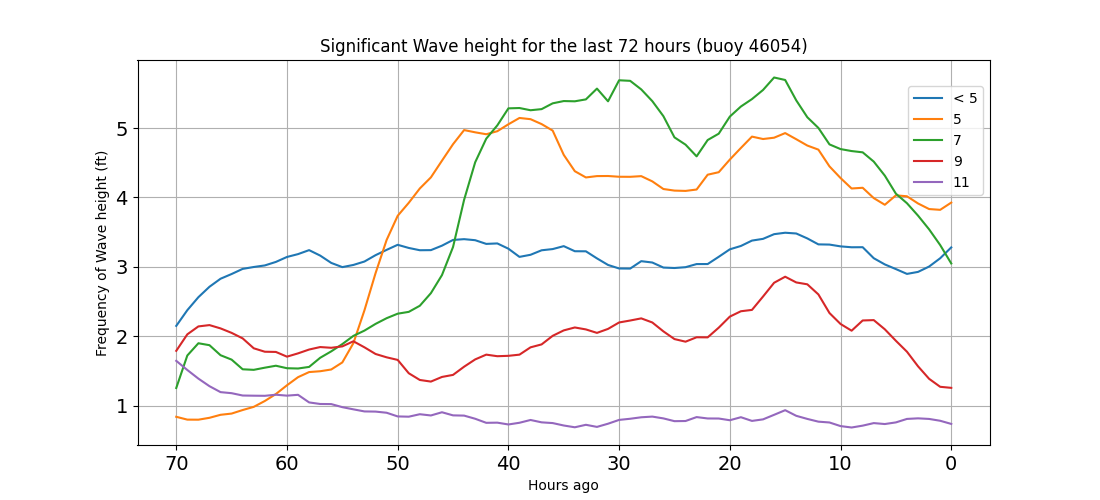 Significant Wave height for the last 72 hours (buoy 46054)
Frequency of Wave height (ft)
5
4
3
2
1
< 5
5
7
9
11
70 60 50 40 30 20 10 0
Hours ago